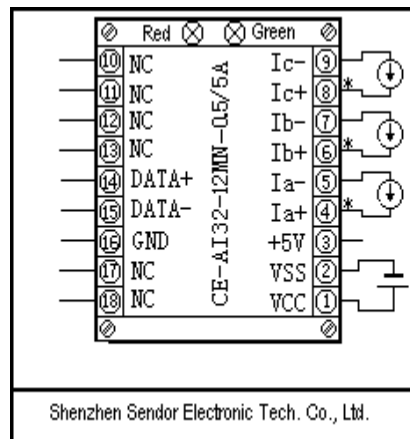 Red Green
10 NC Ic- 9
11 NC Ic+ 8 *
12 NC Ib- 7
13 NC Ib+ 6 *
14 DATA+ Ia- 5
15 DATA- Ia+ 4 *
16 GND +5V 3
17 NC VSS 2
18 NC VCC 1
CE-AI32-12MN-0.5/5A
Shenzhen Sendor Electronic Tech. Co., Ltd.